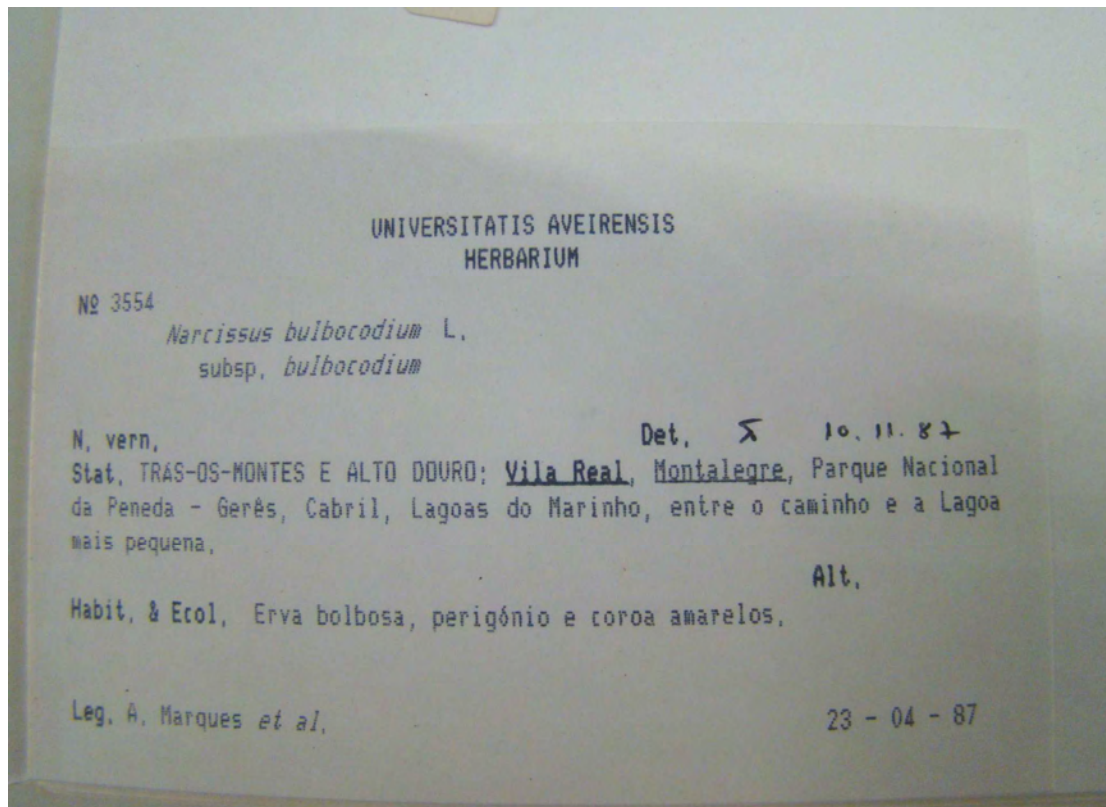 UNIVERSITATIS AVEIRENSIS
HERBARIUM
Nº 3554
Narcissus bulbocodium L.
subsp. bulbocodium
N. vern.
Det. 10.11.87
Stat. TRÁS-OS-MONTES E ALTO DOURO; Vila Real, Montalegre, Parque Nacional
da Peneda - Gerês, Cabril, Lagoas do Marinho, entre o caminho e a Lagoa
mais pequena.
Alt.
Habit. & Ecol. Erva bolbosa, perigónio e coroa amarelos.
Leg. A. Marques et al. 23 - 04 - 87